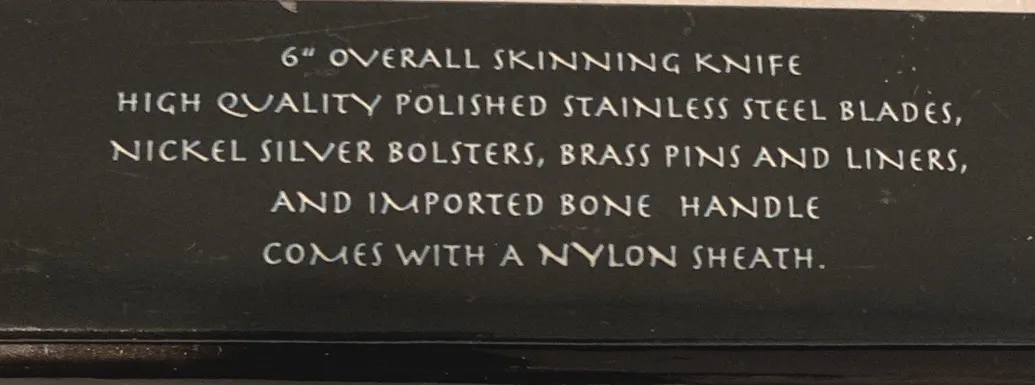 6" OVERALL SKINNING KNIFE
HIGH QUALITY POLISHED STAINLESS STEEL BLADES,
NICKEL SILVER BOLSTERS, BRASS PINS AND LINERS,
AND IMPORTED BONE HANDLE
COMES WITH A NYLON SHEATH.